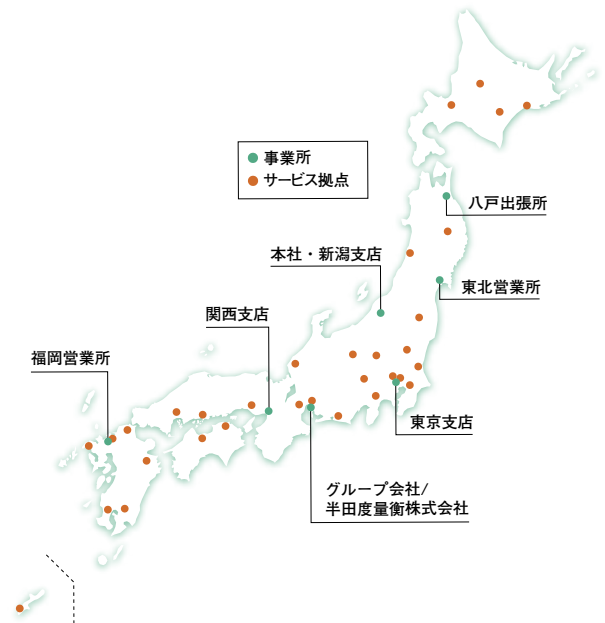 事業所
サービス拠点
八戸出張所
本社・新潟支店
東北営業所
関西支店
福岡営業所
東京支店
グループ会社/
半田度量衡株式会社